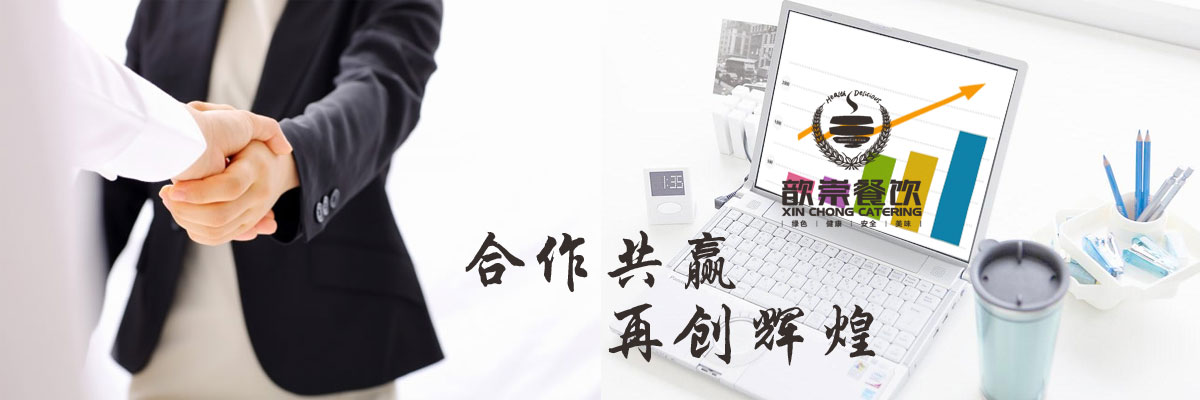 Health Delicious
歆崇餐饮
XIN CHONG CATERING
| 绿色 | 健康 | 安全 | 美味 |
1:35
合作共赢
再创辉煌